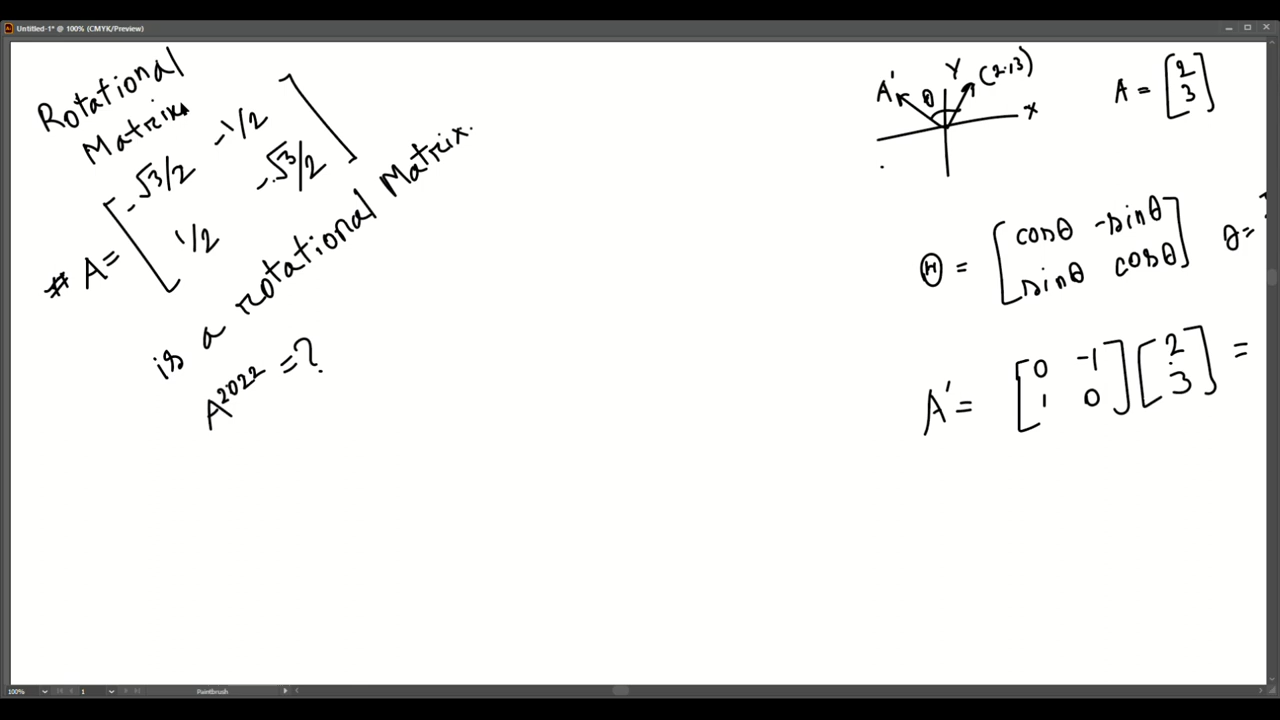 Untitled-1* @ 100% (CMYK/Preview)
Rotational
Matrix
# A = [ -√3/2 -1/2
1/2 -√3/2 ]
is a rotational Matrix.
A^2022 = ?
A' θ Y (2,3)
X
A = [ 2
3 ]
Ⓗ = [ cosθ -sinθ
sinθ cosθ ] θ =
A' = [ 0 -1
1 0 ] [ 2
3 ] =
100% 1 Paintbrush